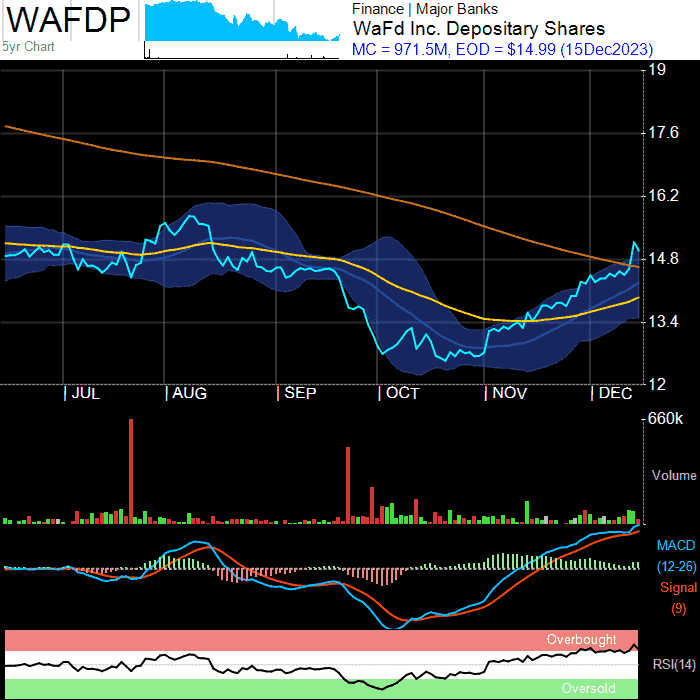 WAFDP
5yr Chart
Finance | Major Banks
WaFd Inc. Depositary Shares
MC = 971.5M, EOD = $14.99 (15Dec2023)
19
17.6
16.2
14.8
13.4
12
JUL AUG SEP OCT NOV DEC
660k
Volume
MACD
(12-26)
Signal
(9)
Overbought
RSI(14)
Oversold